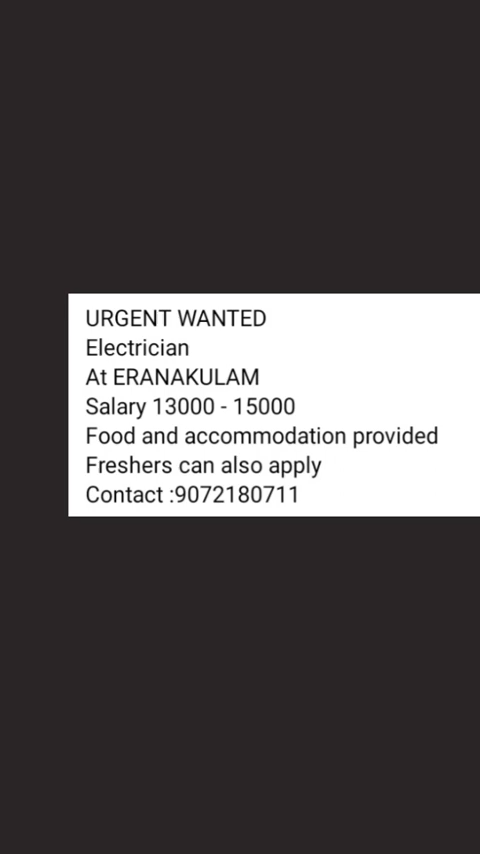 URGENT WANTED
Electrician
At ERANAKULAM
Salary 13000 - 15000
Food and accommodation provided
Freshers can also apply
Contact :9072180711